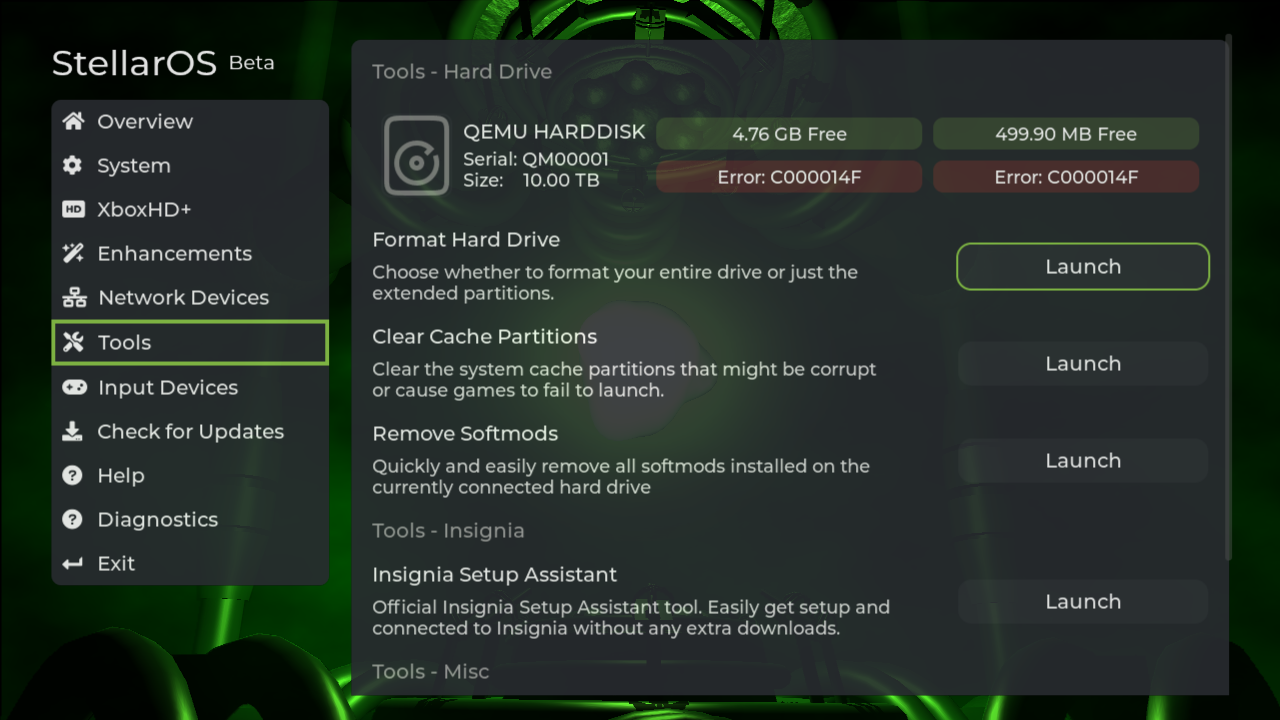 StellarOS Beta
Overview
System
HD XboxHD+
Enhancements
Network Devices
Tools
Input Devices
Check for Updates
? Help
? Diagnostics
Exit
Tools - Hard Drive
QEMU HARDDISK
Serial: QM00001
Size: 10.00 TB
4.76 GB Free
499.90 MB Free
Error: C000014F
Error: C000014F
Format Hard Drive
Choose whether to format your entire drive or just the
extended partitions.
Launch
Clear Cache Partitions
Clear the system cache partitions that might be corrupt
or cause games to fail to launch.
Launch
Remove Softmods
Quickly and easily remove all softmods installed on the
currently connected hard drive
Launch
Tools - Insignia
Insignia Setup Assistant
Official Insignia Setup Assistant tool. Easily get setup and
connected to Insignia without any extra downloads.
Launch
Tools - Misc